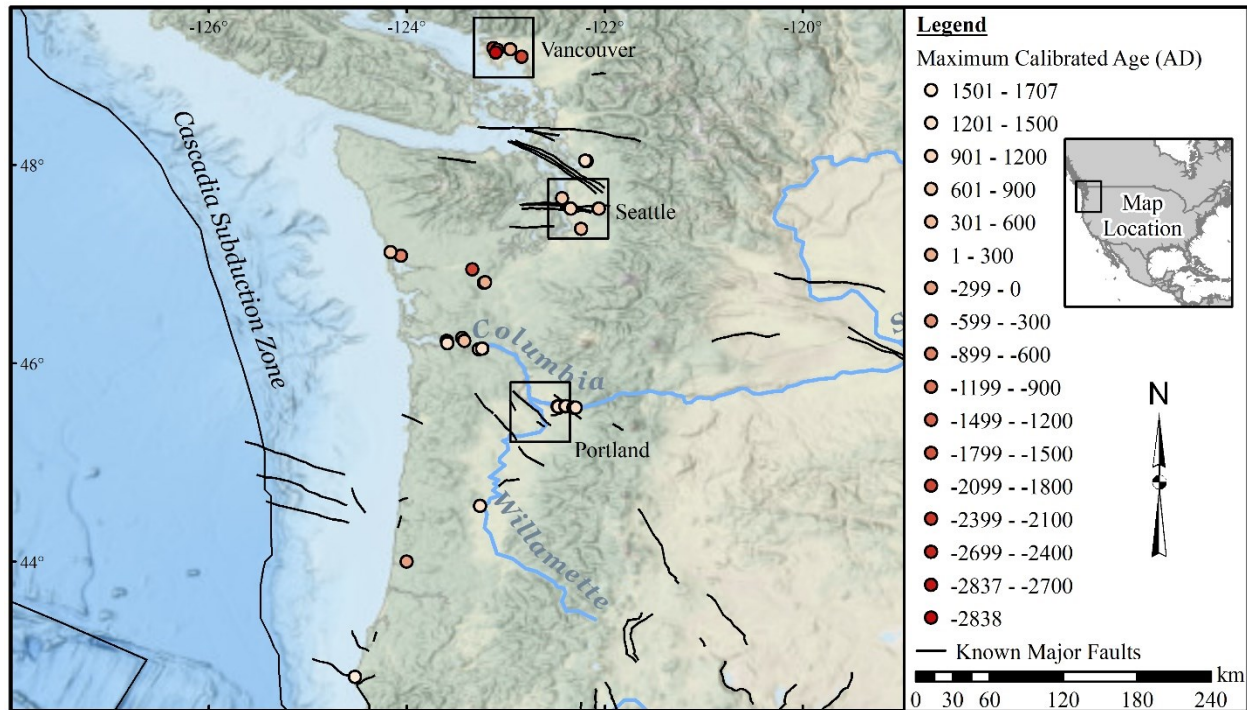 -126°
-124°
-122°
-120°
48°
46°
44°
Vancouver
Seattle
Cascadia Subduction Zone
Columbia
S
Portland
Willamette
Legend
Maximum Calibrated Age (AD)
1501 - 1707
1201 - 1500
901 - 1200
601 - 900
301 - 600
1 - 300
-299 - 0
-599 - -300
-899 - -600
-1199 - -900
-1499 - -1200
-1799 - -1500
-2099 - -1800
-2399 - -2100
-2699 - -2400
-2837 - -2700
-2838
Known Major Faults
Map
Location
N
km
0 30 60 120 180 240